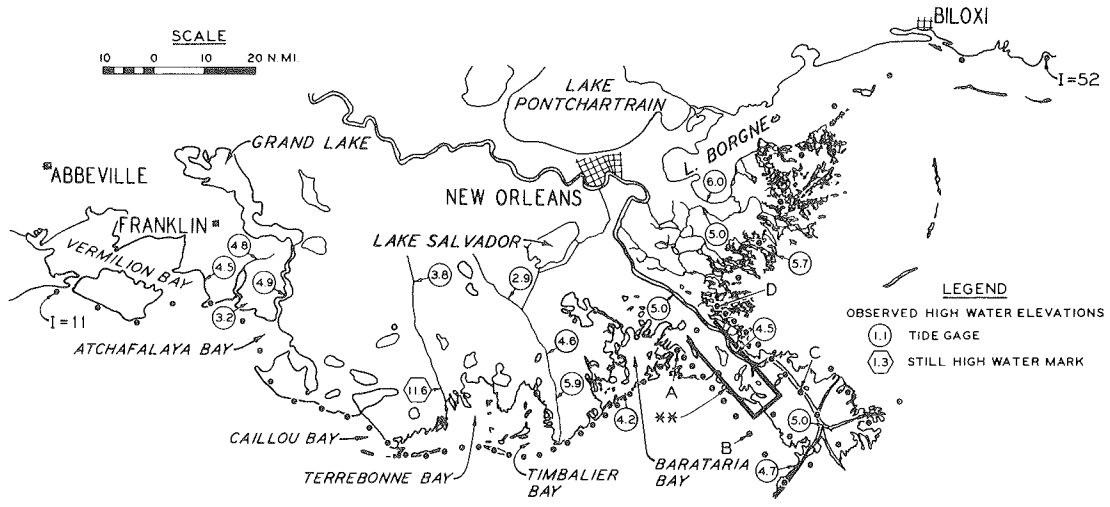 BILOXI
SCALE
10 0 10 20 N.MI.
I=52
LAKE
PONTCHARTRAIN
GRAND LAKE
L. BORGNE
ABBEVILLE
6.0
NEW ORLEANS
FRANKLIN
5.0
LAKE SALVADOR
4.8
VERMILION BAY
4.5
3.8
5.7
4.9
2.9
LEGEND
D
I=11
3.2
5.0
OBSERVED HIGH WATER ELEVATIONS
4.5
1.1 TIDE GAGE
ATCHAFALAYA BAY
4.6
C
1.3 STILL HIGH WATER MARK
5.9
11.6
A
**
4.2
5.0
CAILLOU BAY
B
TERREBONNE BAY
TIMBALIER
BAY
BARATARIA
BAY
4.7